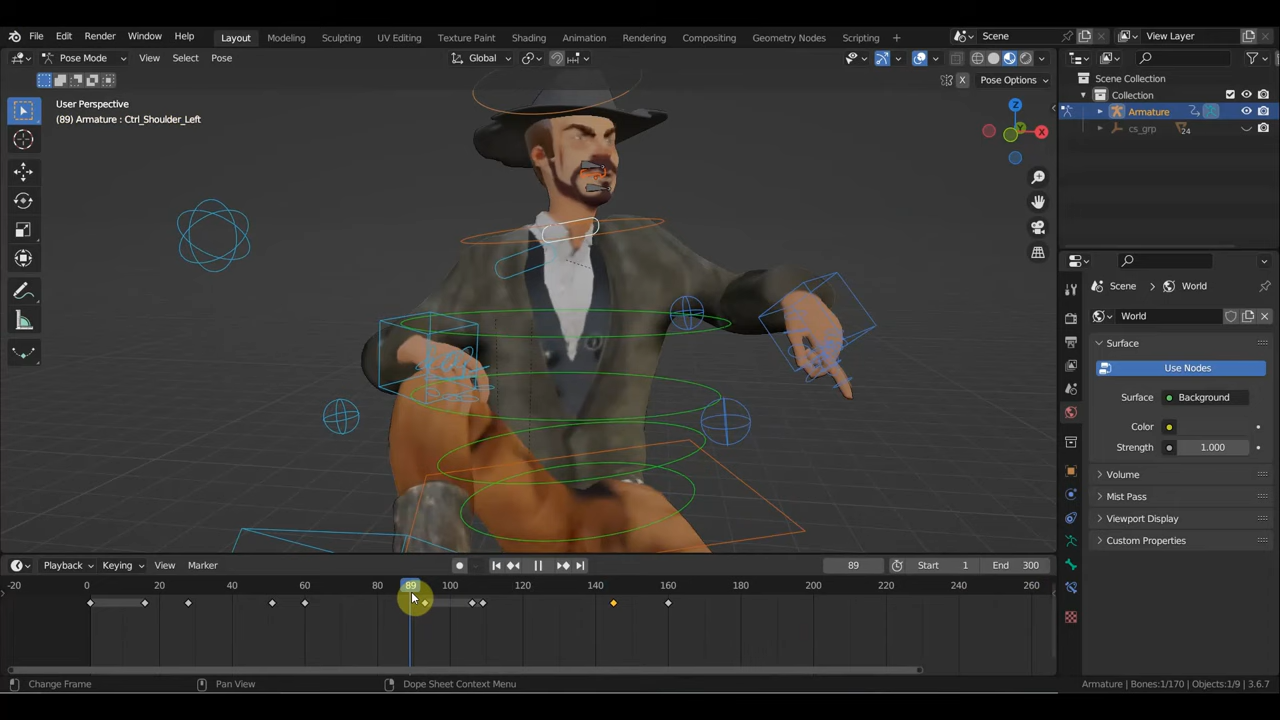 File Edit Render Window Help Layout Modeling Sculpting UV Editing Texture Paint Shading Animation Rendering Compositing Geometry Nodes Scripting + Scene View Layer
Pose Mode View Select Pose Global
X Pose Options
User Perspective
(89) Armature : Ctrl_Shoulder_Left
Z
X
Y
Scene Collection
Collection
Armature
cs_grp 24
Scene World
World
Surface
Use Nodes
Surface Background
Color
Strength 1.000
Volume
Mist Pass
Viewport Display
Custom Properties
Playback Keying View Marker 89 Start 1 End 300
-20 0 20 40 60 80 89 100 120 140 160 180 200 220 240 260
Change Frame Pan View Dope Sheet Context Menu Armature | Bones:1/170 | Objects:1/9 | 3.6.7